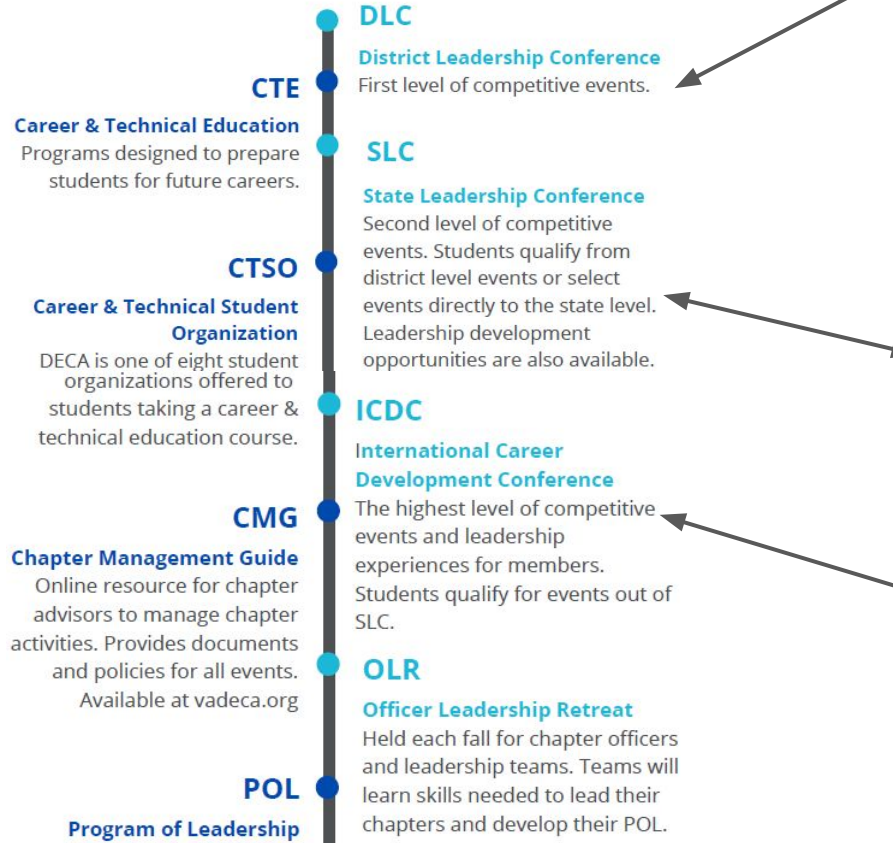 DLC
District Leadership Conference
First level of competitive events.
CTE
Career & Technical Education
Programs designed to prepare
students for future careers.
SLC
State Leadership Conference
Second level of competitive
events. Students qualify from
district level events or select
events directly to the state level.
Leadership development
opportunities are also available.
CTSO
Career & Technical Student
Organization
DECA is one of eight student
organizations offered to
students taking a career &
technical education course.
ICDC
International Career
Development Conference
The highest level of competitive
events and leadership
experiences for members.
Students qualify for events out of
SLC.
CMG
Chapter Management Guide
Online resource for chapter
advisors to manage chapter
activities. Provides documents
and policies for all events.
Available at vadeca.org
OLR
Officer Leadership Retreat
Held each fall for chapter officers
and leadership teams. Teams will
learn skills needed to lead their
chapters and develop their POL.
POL
Program of Leadership